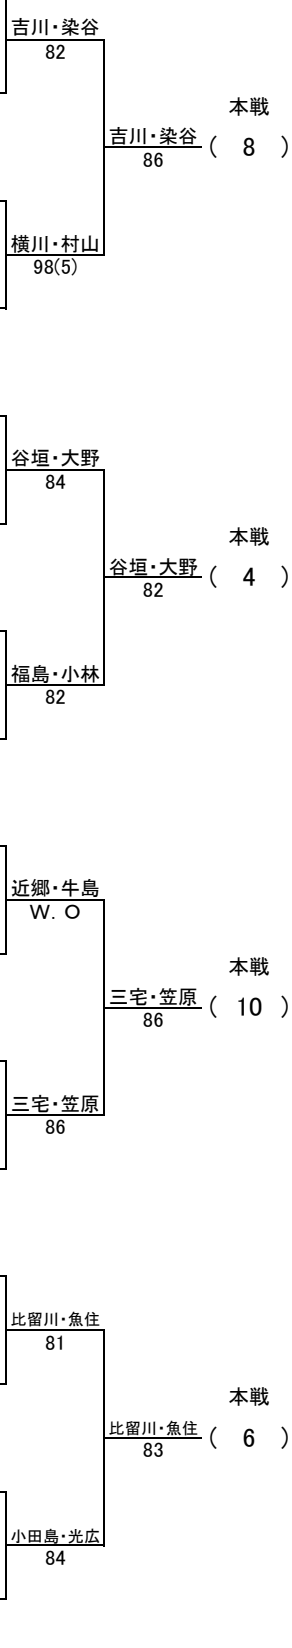 吉川・染谷
82
本戦
吉川・染谷 ( 8 )
86
横川・村山
98(5)
谷垣・大野
84
本戦
谷垣・大野 ( 4 )
82
福島・小林
82
近郷・牛島
W. O
本戦
三宅・笠原 ( 10 )
86
三宅・笠原
86
比留川・魚住
81
本戦
比留川・魚住 ( 6 )
83
小田島・光広
84